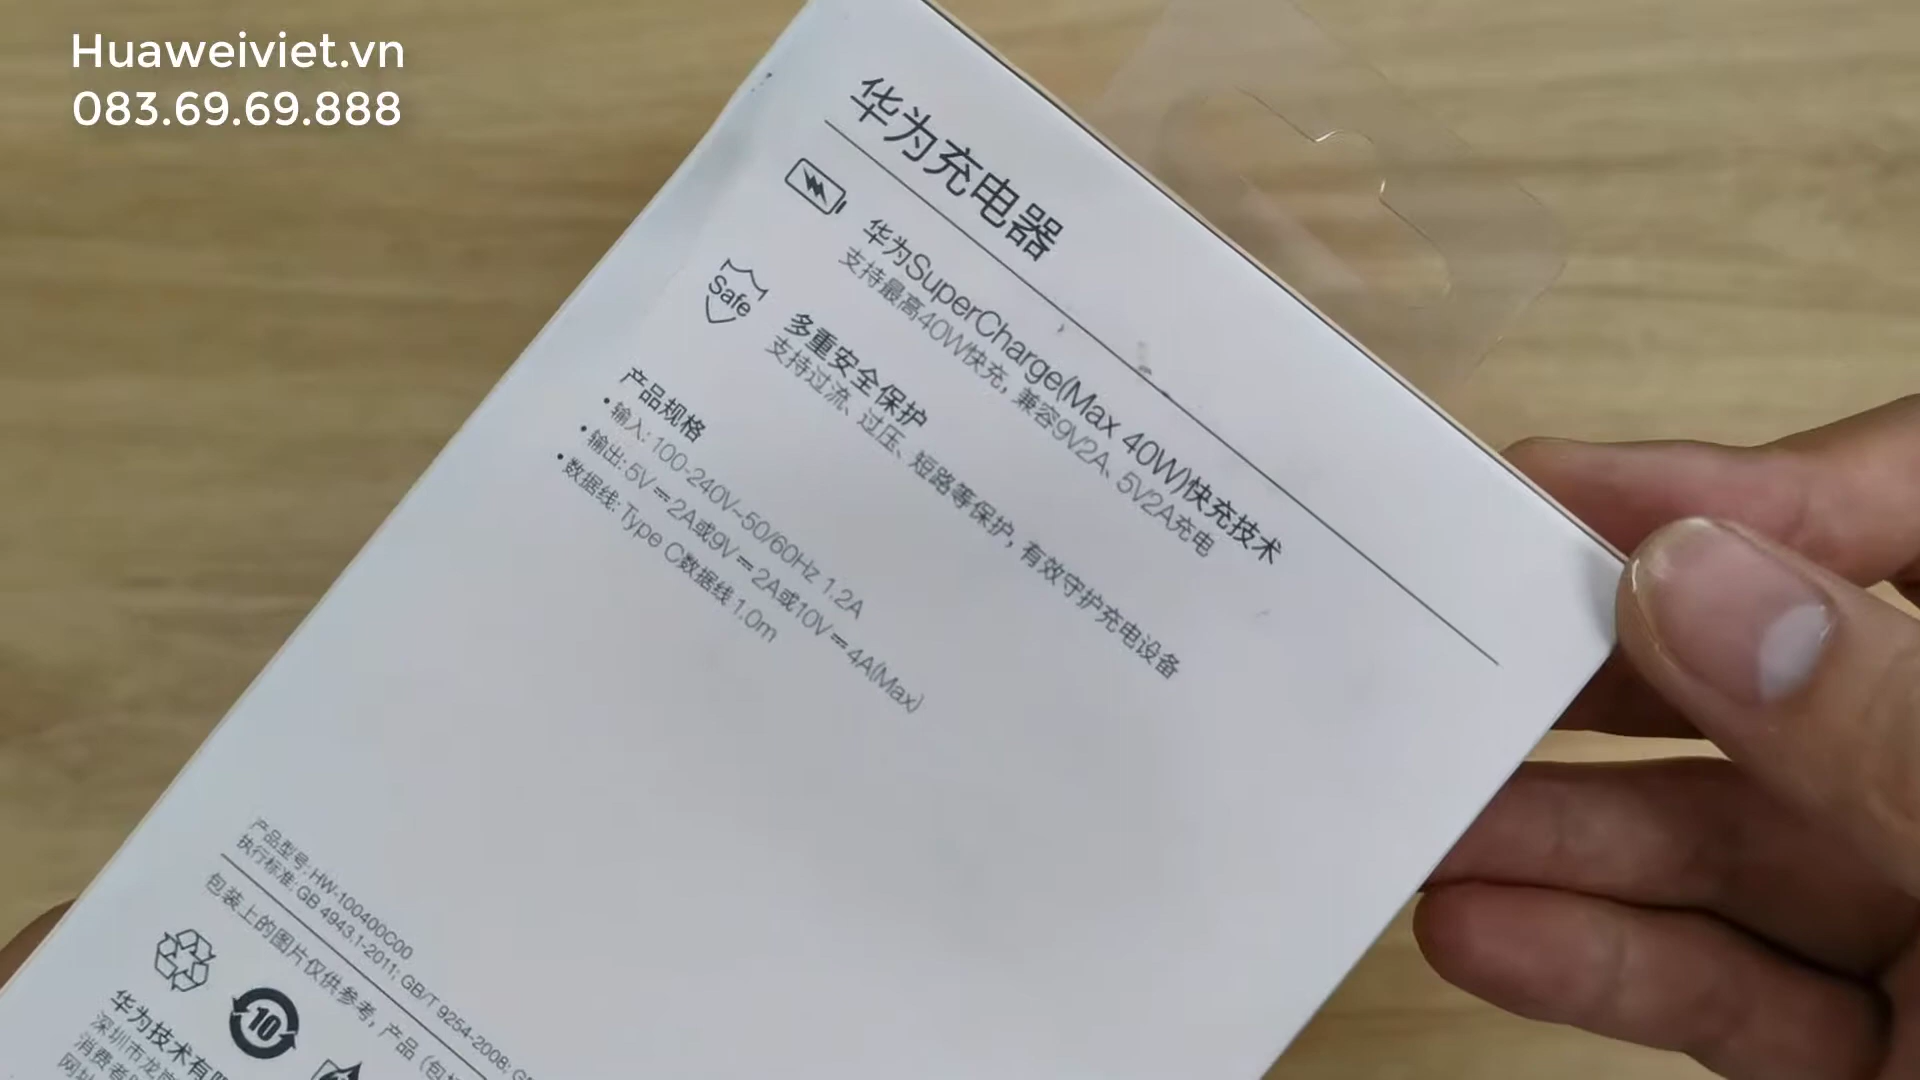 Huaweiviet.vn
083.69.69.888
华为充电器
华为SuperCharge(Max 40W)快充技术
支持最高40W快充，兼容9V2A、5V2A充电
Safe
多重安全保护
支持过流、过压、短路等保护，有效守护充电设备
产品规格
• 输入: 100-240V~50/60Hz 1.2A
• 输出: 5V⎓2A或9V⎓2A或10V⎓4A(Max)
• 数据线: Type C数据线 1.0m
产品型号: HW-100400C00
执行标准: GB 4943.1-2011; GB/T 9254-2008;
包装上的图片仅供参考，产品（包
10
华为技术有
深圳市龙
消费者
网址